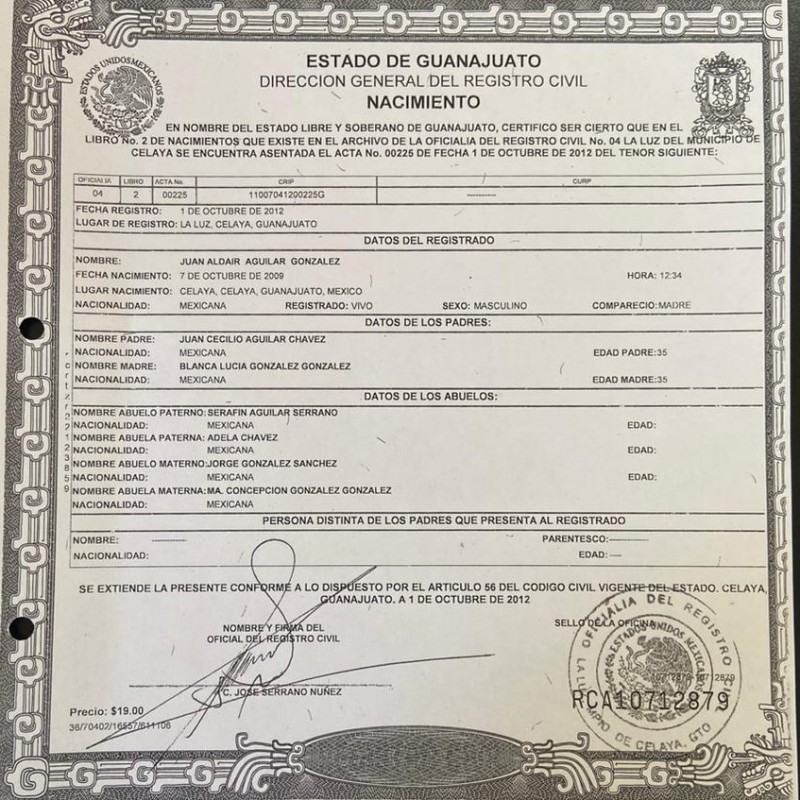 ESTADOS UNIDOS MEXICANOS
ESTADO DE GUANAJUATO
DIRECCION GENERAL DEL REGISTRO CIVIL
NACIMIENTO
EN NOMBRE DEL ESTADO LIBRE Y SOBERANO DE GUANAJUATO, CERTIFICO SER CIERTO QUE EN EL
LIBRO No. 2 DE NACIMIENTOS QUE EXISTE EN EL ARCHIVO DE LA OFICIALIA DEL REGISTRO CIVIL No. 04 LA LUZ DEL MUNICIPIO DE
CELAYA SE ENCUENTRA ASENTADA EL ACTA No. 00225 DE FECHA 1 DE OCTUBRE DE 2012 DEL TENOR SIGUIENTE:
OFICIALIA LIBRO ACTA No. CRIP CURP
04 2 00225 11007041200225G ----------
FECHA REGISTRO: 1 DE OCTUBRE DE 2012
LUGAR DE REGISTRO: LA LUZ, CELAYA, GUANAJUATO
DATOS DEL REGISTRADO
NOMBRE: JUAN ALDAIR AGUILAR GONZALEZ
FECHA NACIMIENTO: 7 DE OCTUBRE DE 2009 HORA: 12:34
LUGAR NACIMIENTO: CELAYA, CELAYA, GUANAJUATO, MEXICO
NACIONALIDAD: MEXICANA REGISTRADO: VIVO SEXO: MASCULINO COMPARECIO: MADRE
DATOS DE LOS PADRES:
NOMBRE PADRE: JUAN CECILIO AGUILAR CHAVEZ
NACIONALIDAD: MEXICANA EDAD PADRE: 35
NOMBRE MADRE: BLANCA LUCIA GONZALEZ GONZALEZ
NACIONALIDAD: MEXICANA EDAD MADRE: 35
DATOS DE LOS ABUELOS:
NOMBRE ABUELO PATERNO: SERAFIN AGUILAR SERRANO
NACIONALIDAD: MEXICANA EDAD:
NOMBRE ABUELA PATERNA: ADELA CHAVEZ
NACIONALIDAD: MEXICANA EDAD:
NOMBRE ABUELO MATERNO: JORGE GONZALEZ SANCHEZ
NACIONALIDAD: MEXICANA EDAD:
NOMBRE ABUELA MATERNA: MA. CONCEPCION GONZALEZ GONZALEZ
NACIONALIDAD: MEXICANA
PERSONA DISTINTA DE LOS PADRES QUE PRESENTA AL REGISTRADO
NOMBRE: ---------- PARENTESCO: ----------
NACIONALIDAD: EDAD: ---
SE EXTIENDE LA PRESENTE CONFORME A LO DISPUESTO POR EL ARTICULO 56 DEL CODIGO CIVIL VIGENTE DEL ESTADO. CELAYA,
GUANAJUATO. A 1 DE OCTUBRE DE 2012
NOMBRE Y FIRMA DEL
OFICIAL DEL REGISTRO CIVIL
SELLO DE LA OFICINA
OFICIALIA DEL REGISTRO CIVIL
ESTADOS UNIDOS MEXICANOS
RCA10712879
DE CELAYA, GTO
C. JOSE SERRANO NUÑEZ
Precio: $19.00